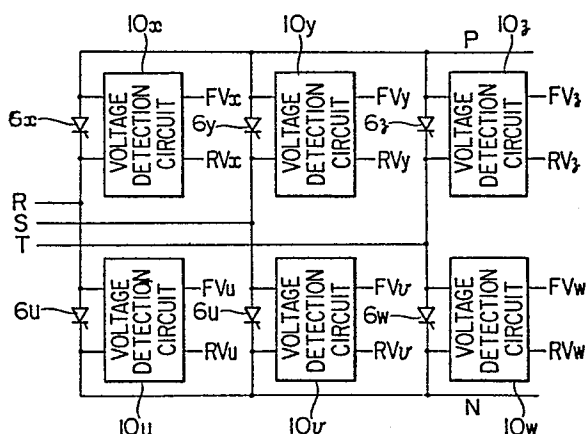 10x 10y 10z
P
6x VOLTAGE DETECTION CIRCUIT FVx RVx 6y VOLTAGE DETECTION CIRCUIT FVy RVy 6z VOLTAGE DETECTION CIRCUIT FVz RVz
R
S
T
6u VOLTAGE DETECTION CIRCUIT FVu RVu 6u VOLTAGE DETECTION CIRCUIT FVv RVv 6w VOLTAGE DETECTION CIRCUIT FVw RVw
N
10u 10v 10w